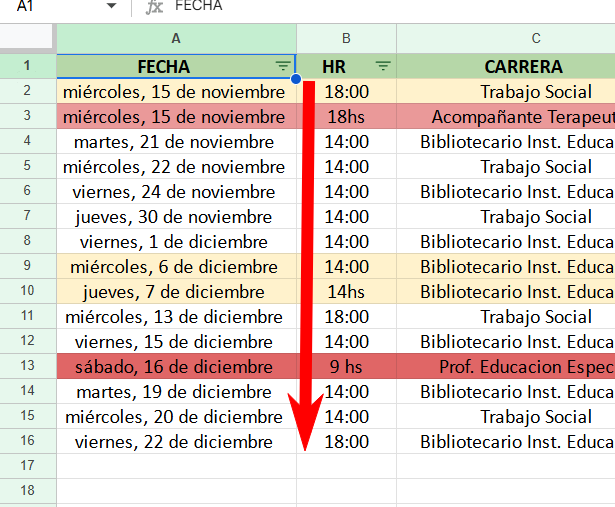 A1 fx FECHA
A B C
1 FECHA HR CARRERA
2 miércoles, 15 de noviembre 18:00 Trabajo Social
3 miércoles, 15 de noviembre 18hs Acompañante Terapeut
4 martes, 21 de noviembre 14:00 Bibliotecario Inst. Educa
5 miércoles, 22 de noviembre 14:00 Trabajo Social
6 viernes, 24 de noviembre 14:00 Bibliotecario Inst. Educa
7 jueves, 30 de noviembre 14:00 Trabajo Social
8 viernes, 1 de diciembre 14:00 Bibliotecario Inst. Educa
9 miércoles, 6 de diciembre 14:00 Bibliotecario Inst. Educa
10 jueves, 7 de diciembre 14hs Bibliotecario Inst. Educa
11 miércoles, 13 de diciembre 18:00 Trabajo Social
12 viernes, 15 de diciembre 14:00 Bibliotecario Inst. Educa
13 sábado, 16 de diciembre 9 hs Prof. Educacion Espec
14 martes, 19 de diciembre 14:00 Bibliotecario Inst. Educa
15 miércoles, 20 de diciembre 14:00 Trabajo Social
16 viernes, 22 de diciembre 18:00 Bibliotecario Inst. Educa
17
18